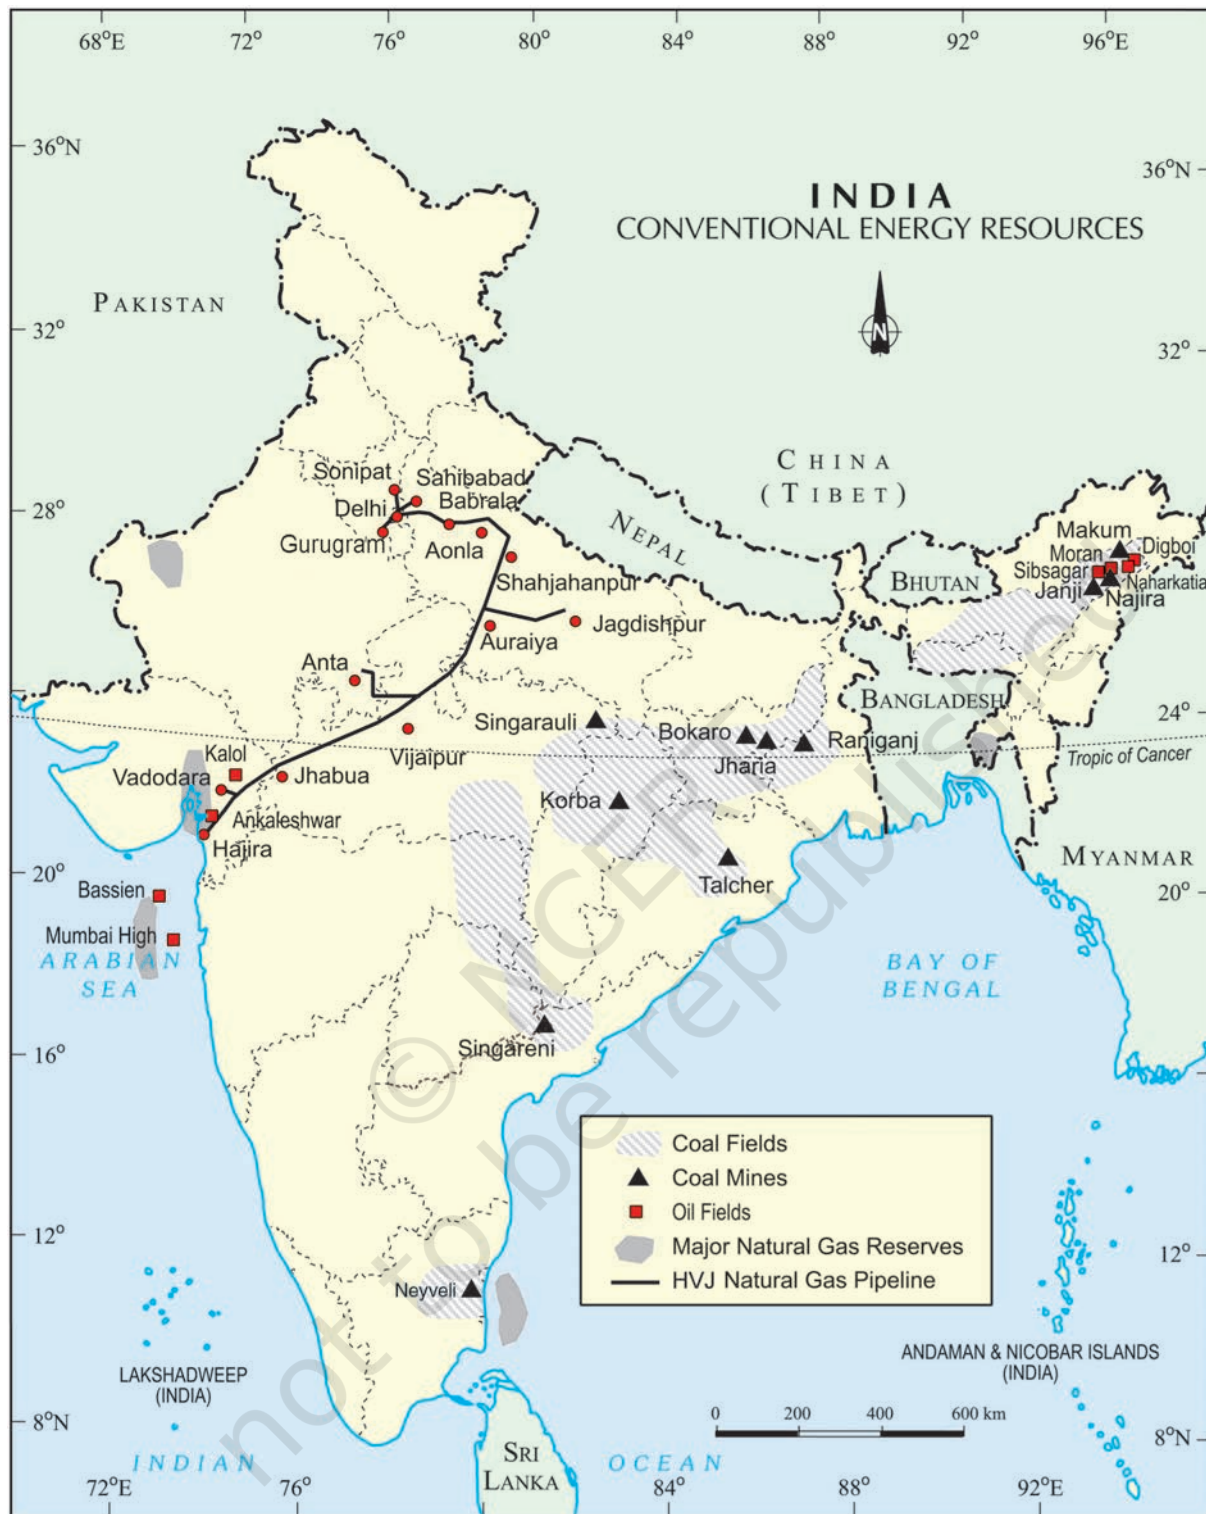 68°E 72° 76° 80° 84° 88° 92° 96°E
36°N
36°N
INDIA
CONVENTIONAL ENERGY RESOURCES
PAKISTAN
N
32°
32°
CHINA
(TIBET)
Sonipat
Sahibabad
Delhi
Babrala
28°
28°
Gurugram
Aonla
NEPAL
Shahjahanpur
Makum
Moran
Digboi
Sibsagar
Naharkatia
Janji
Najira
BHUTAN
Auraiya
Jagdishpur
Anta
BANGLADESH
24°
Singarauli
Bokaro
Raniganj
Jharia
Tropic of Cancer
Vijaipur
Kalol
Vadodara
Jhabua
Korba
Ankaleshwar
Hajira
MYANMAR
Talcher
20°
20°
Bassien
Mumbai High
ARABIAN
SEA
BAY OF
BENGAL
Singareni
16°
© NCERT
not to be republished
Coal Fields
Coal Mines
Oil Fields
Major Natural Gas Reserves
HVJ Natural Gas Pipeline
12°
12°
Neyveli
LAKSHADWEEP
(INDIA)
ANDAMAN & NICOBAR ISLANDS
(INDIA)
0 200 400 600 km
8°N
8°N
INDIAN OCEAN
SRI
LANKA
72°E 76° 84° 88° 92°E